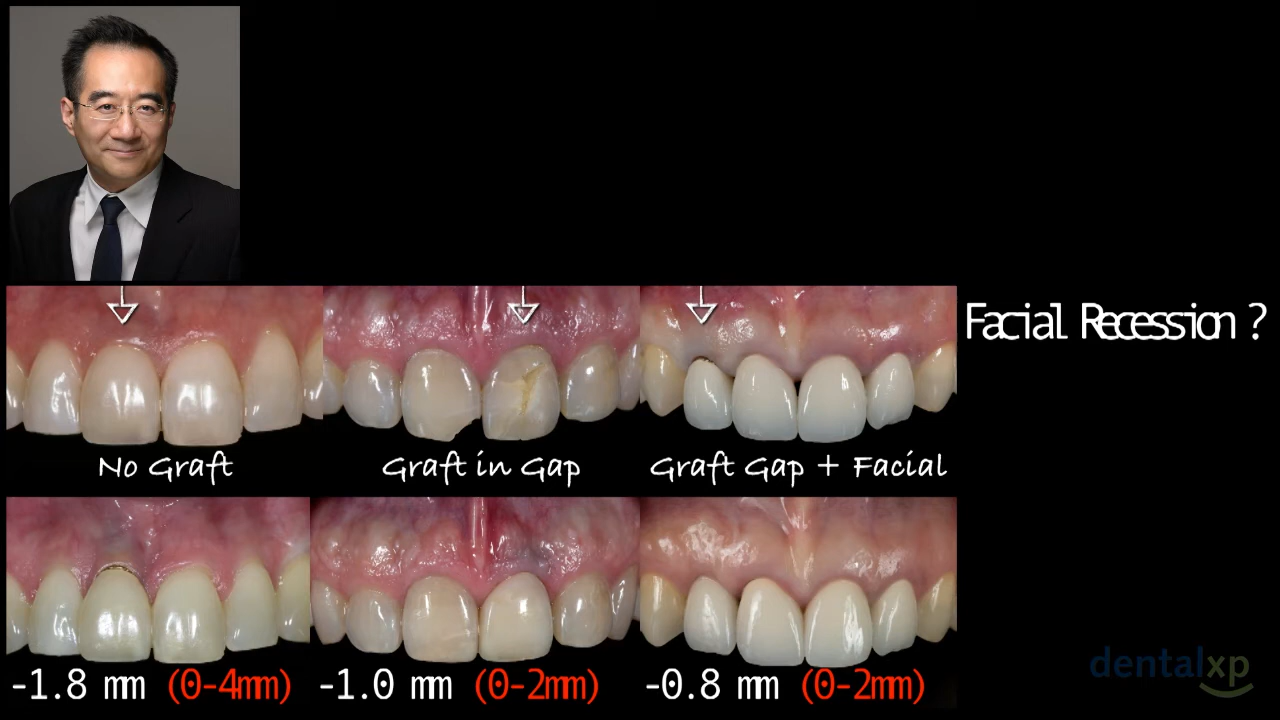 Facial Recession ?
No Graft
Graft in Gap
Graft Gap + Facial
-1.8 mm (0-4mm)
-1.0 mm (0-2mm)
-0.8 mm (0-2mm)
dentalxp